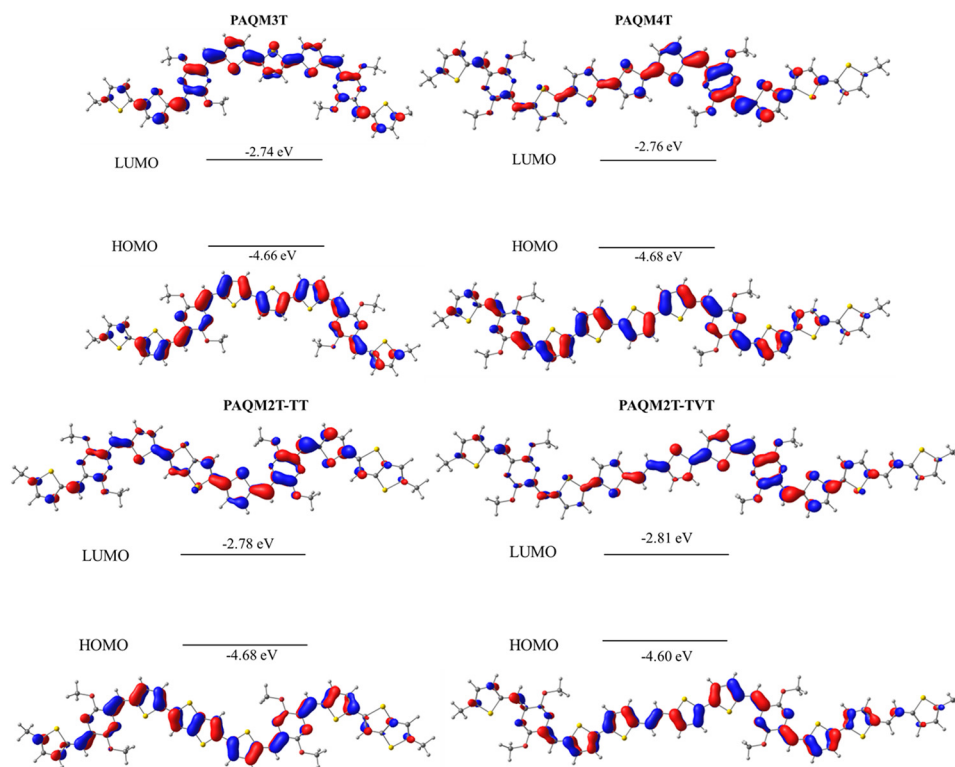 PAQM3T
PAQM4T
-2.74 eV
LUMO
-2.76 eV
LUMO
HOMO
-4.66 eV
HOMO
-4.68 eV
PAQM2T-TT
PAQM2T-TVT
-2.78 eV
LUMO
-2.81 eV
LUMO
HOMO
-4.68 eV
HOMO
-4.60 eV